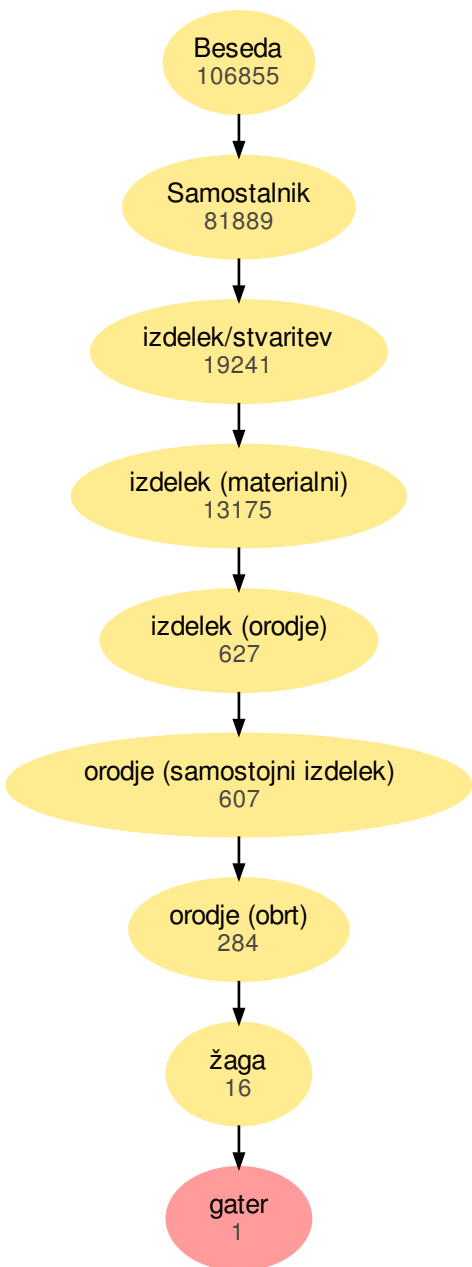 Beseda
106855
Samostalnik
81889
izdelek/stvaritev
19241
izdelek (materialni)
13175
izdelek (orodje)
627
orodje (samostojni izdelek)
607
orodje (obrt)
284
žaga
16
gater
1